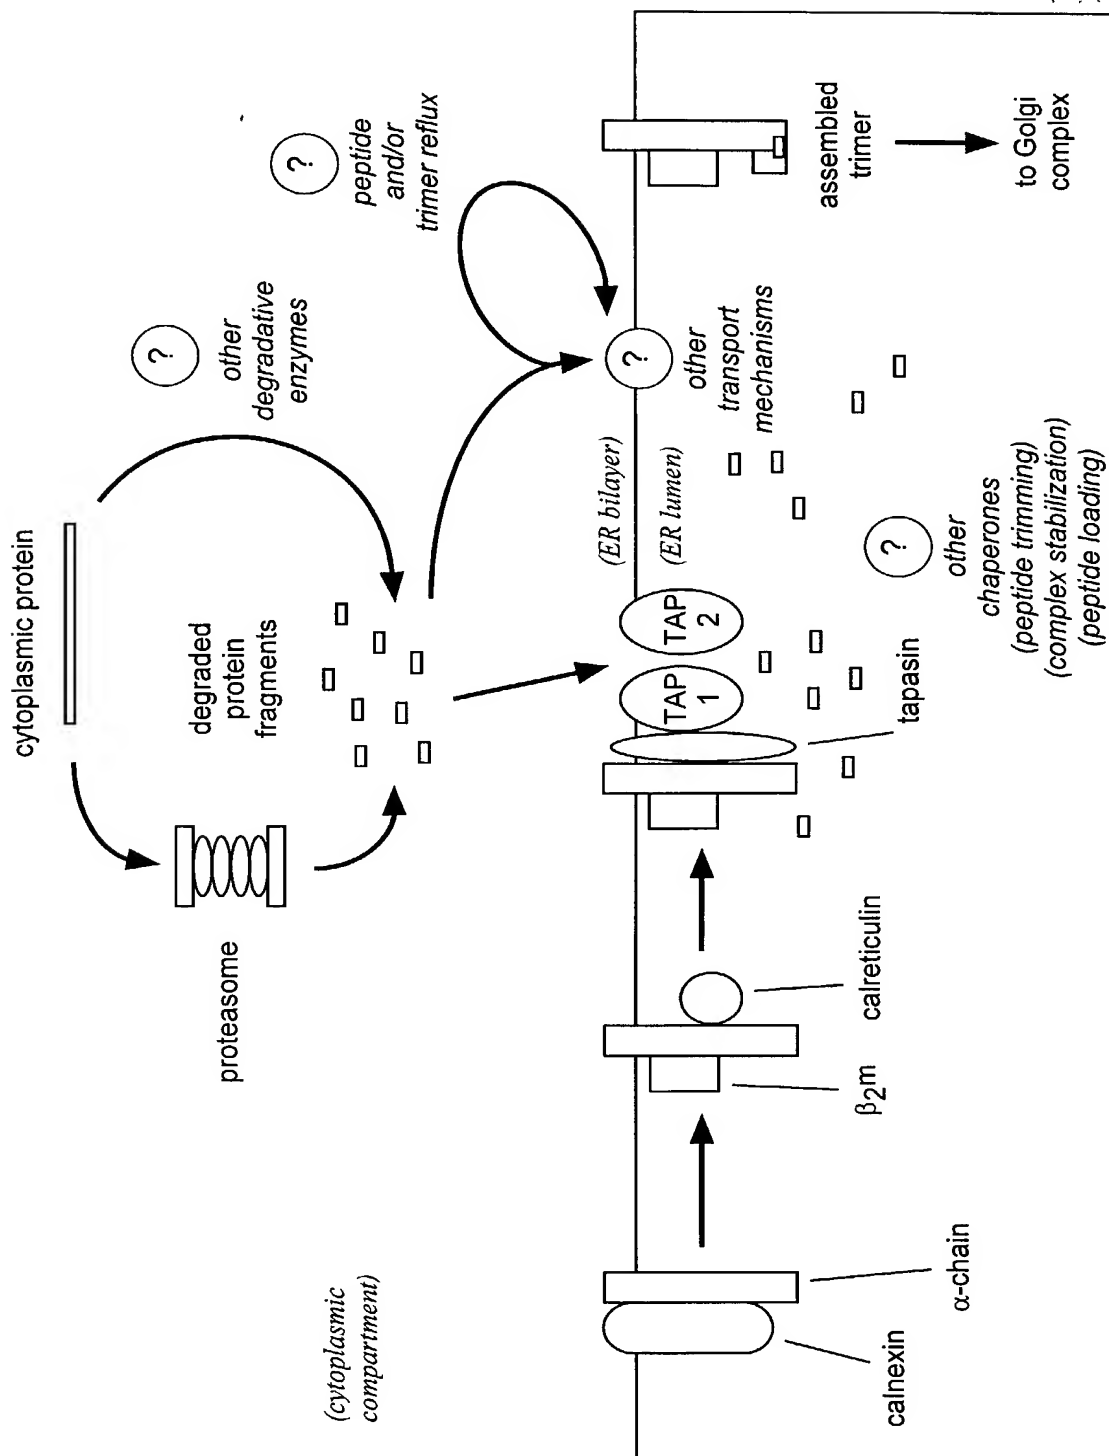 cytoplasmic protein
proteasome
degraded
protein
fragments
?
other
degradative
enzymes
?
peptide
and/or
trimer reflux
(cytoplasmic
compartment)
(ER bilayer)
(ER lumen)
?
other
transport
mechanisms
TAP
1
TAP
2
calnexin
α-chain
β2m
calreticulin
tapasin
?
other
chaperones
(peptide trimming)
(complex stabilization)
(peptide loading)
assembled
trimer
to Golgi
complex